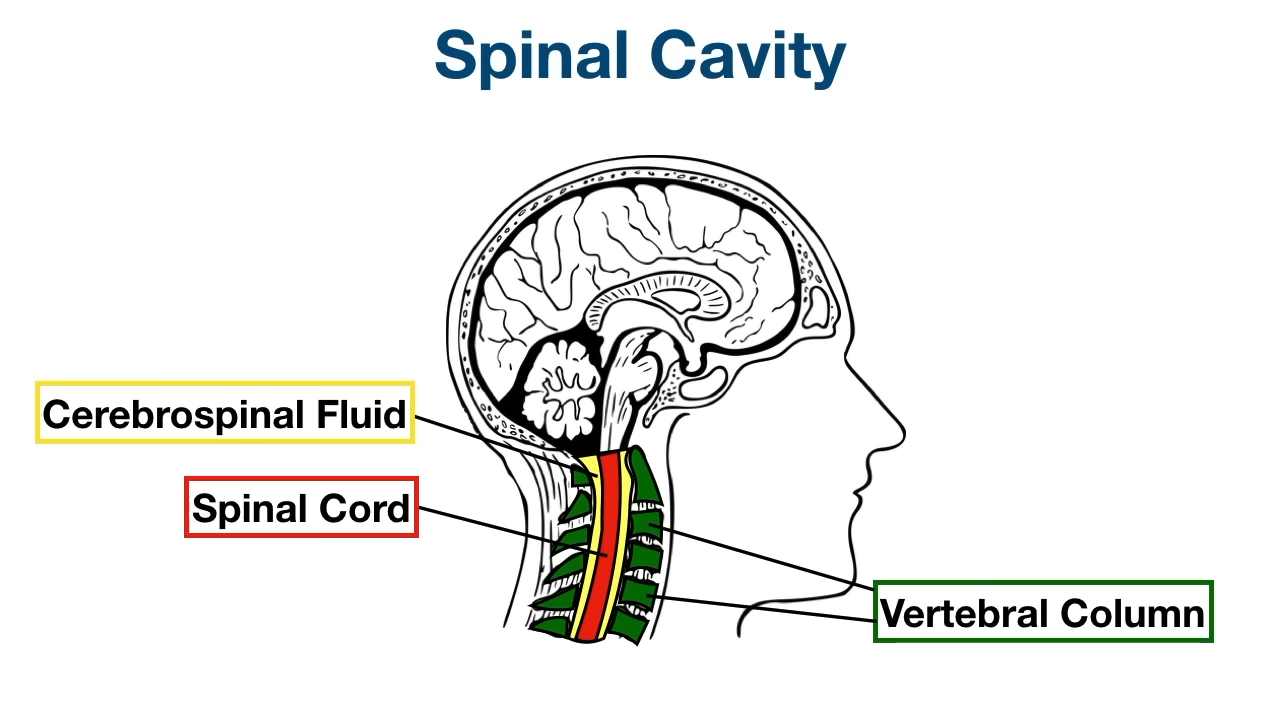 Spinal Cavity
Cerebrospinal Fluid
Spinal Cord
Vertebral Column